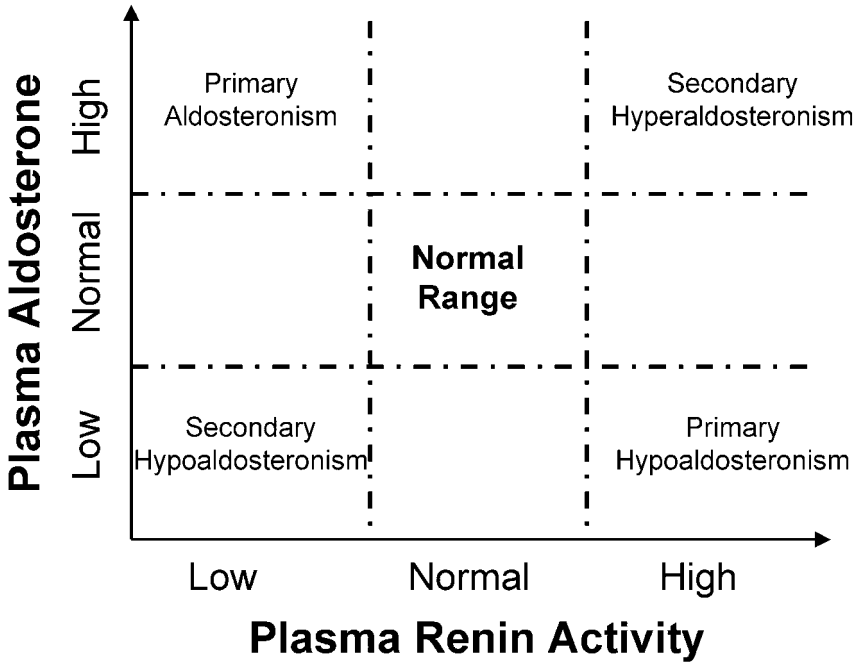 Plasma Aldosterone
High
Normal
Low
Primary
Aldosteronism
Secondary
Hyperaldosteronism
Normal
Range
Secondary
Hypoaldosteronism
Primary
Hypoaldosteronism
Low
Normal
High
Plasma Renin Activity